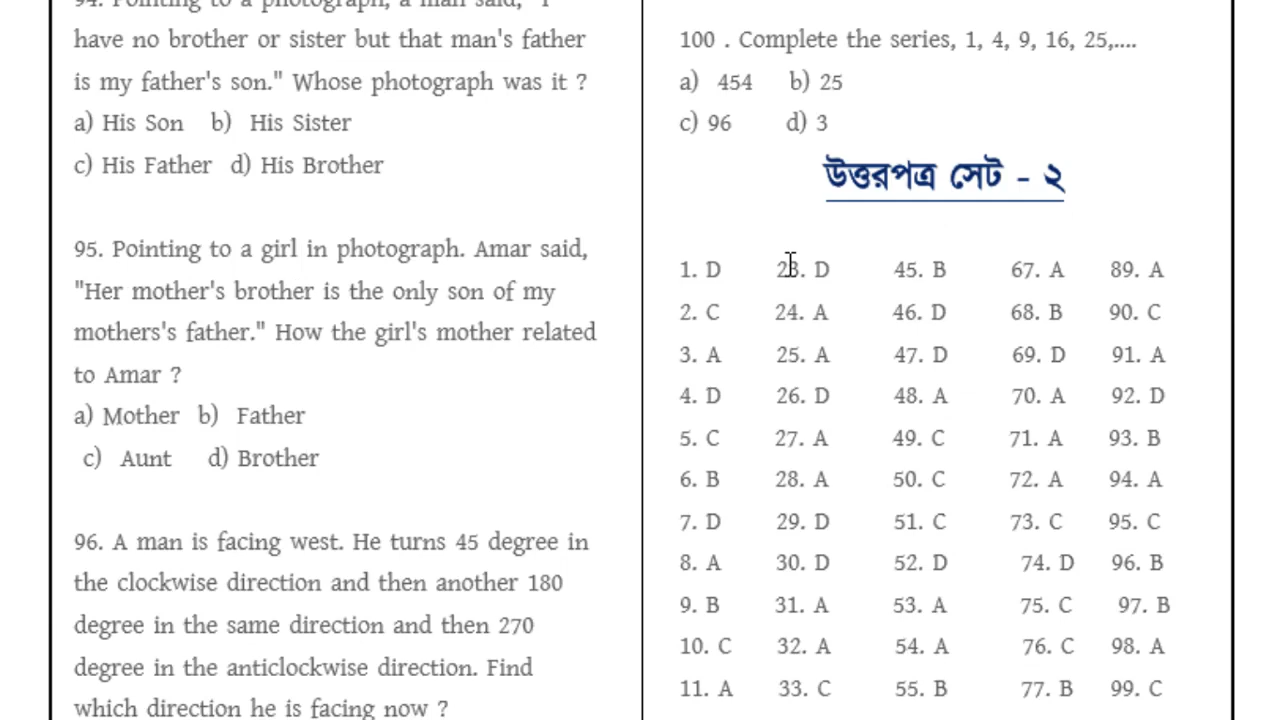 94. Pointing to a photograph, a man said, "I
have no brother or sister but that man's father
is my father's son." Whose photograph was it ?
a) His Son b) His Sister
c) His Father d) His Brother
95. Pointing to a girl in photograph. Amar said,
"Her mother's brother is the only son of my
mothers's father." How the girl's mother related
to Amar ?
a) Mother b) Father
c) Aunt d) Brother
96. A man is facing west. He turns 45 degree in
the clockwise direction and then another 180
degree in the same direction and then 270
degree in the anticlockwise direction. Find
which direction he is facing now ?
100 . Complete the series, 1, 4, 9, 16, 25,....
a) 454 b) 25
c) 96 d) 3
উত্তরপত্র সেট - ২
1. D 23. D 45. B 67. A 89. A
2. C 24. A 46. D 68. B 90. C
3. A 25. A 47. D 69. D 91. A
4. D 26. D 48. A 70. A 92. D
5. C 27. A 49. C 71. A 93. B
6. B 28. A 50. C 72. A 94. A
7. D 29. D 51. C 73. C 95. C
8. A 30. D 52. D 74. D 96. B
9. B 31. A 53. A 75. C 97. B
10. C 32. A 54. A 76. C 98. A
11. A 33. C 55. B 77. B 99. C